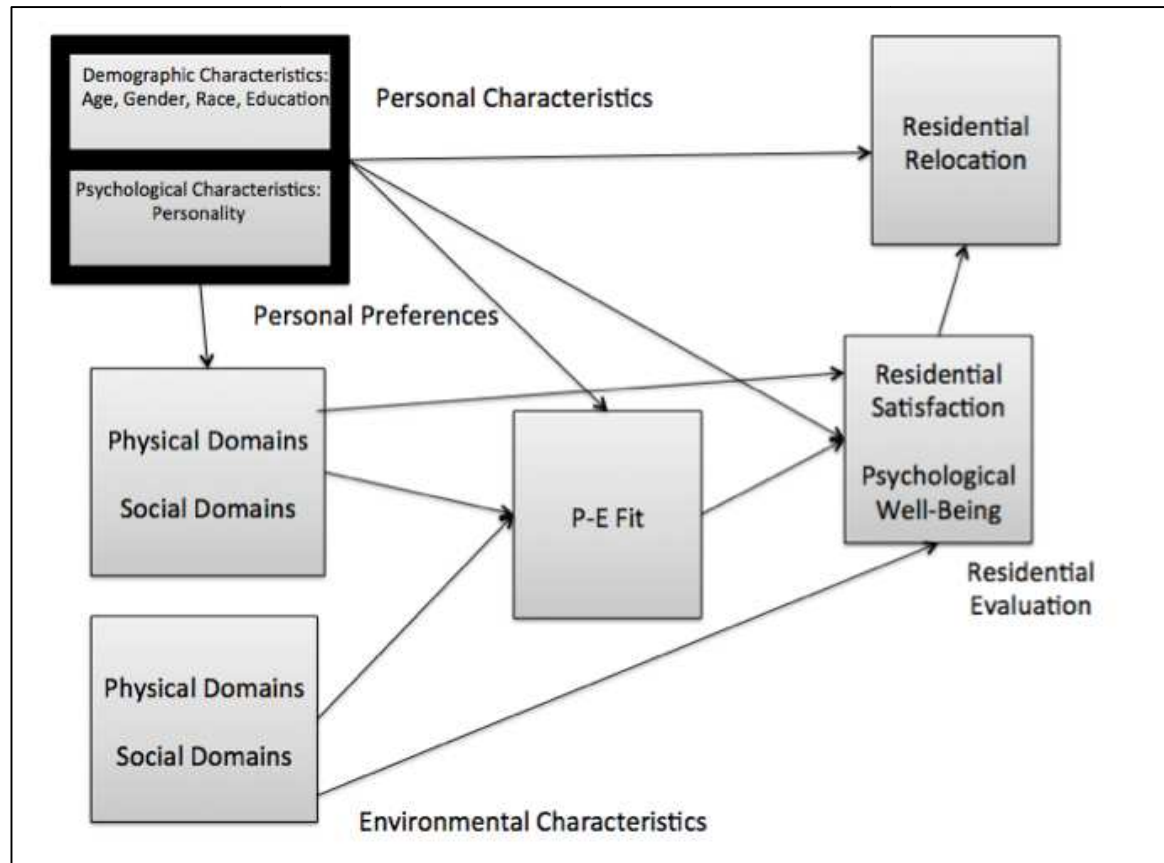 Demographic Characteristics:
Age, Gender, Race, Education
Psychological Characteristics:
Personality
Personal Characteristics
Residential
Relocation
Personal Preferences
Physical Domains
Social Domains
P-E Fit
Residential
Satisfaction
Psychological
Well-Being
Residential
Evaluation
Physical Domains
Social Domains
Environmental Characteristics